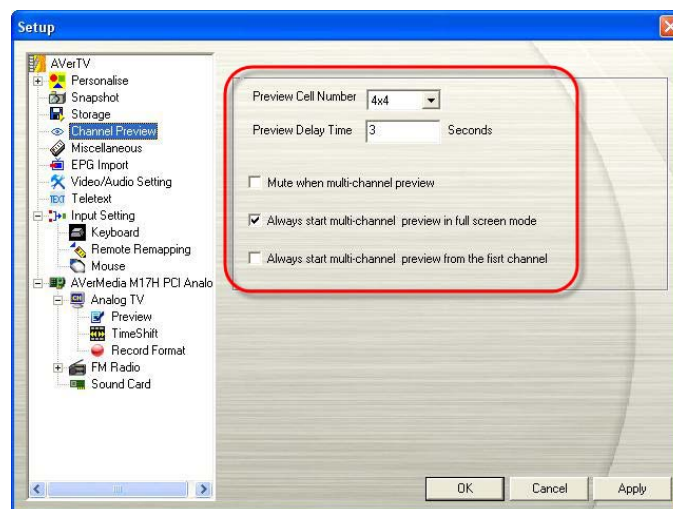 Setup
AVerTV
Personalise
Snapshot
Storage
Channel Preview
Miscellaneous
EPG Import
Video/Audio Setting
TEXT Teletext
Input Setting
Keyboard
Remote Remapping
Mouse
AVerMedia M17H PCI Analo
Analog TV
Preview
TimeShift
Record Format
FM Radio
Sound Card
Preview Cell Number 4x4
Preview Delay Time 3 Seconds
Mute when multi-channel preview
Always start multi-channel preview in full screen mode
Always start multi-channel preview from the fisrt channel
OK Cancel Apply